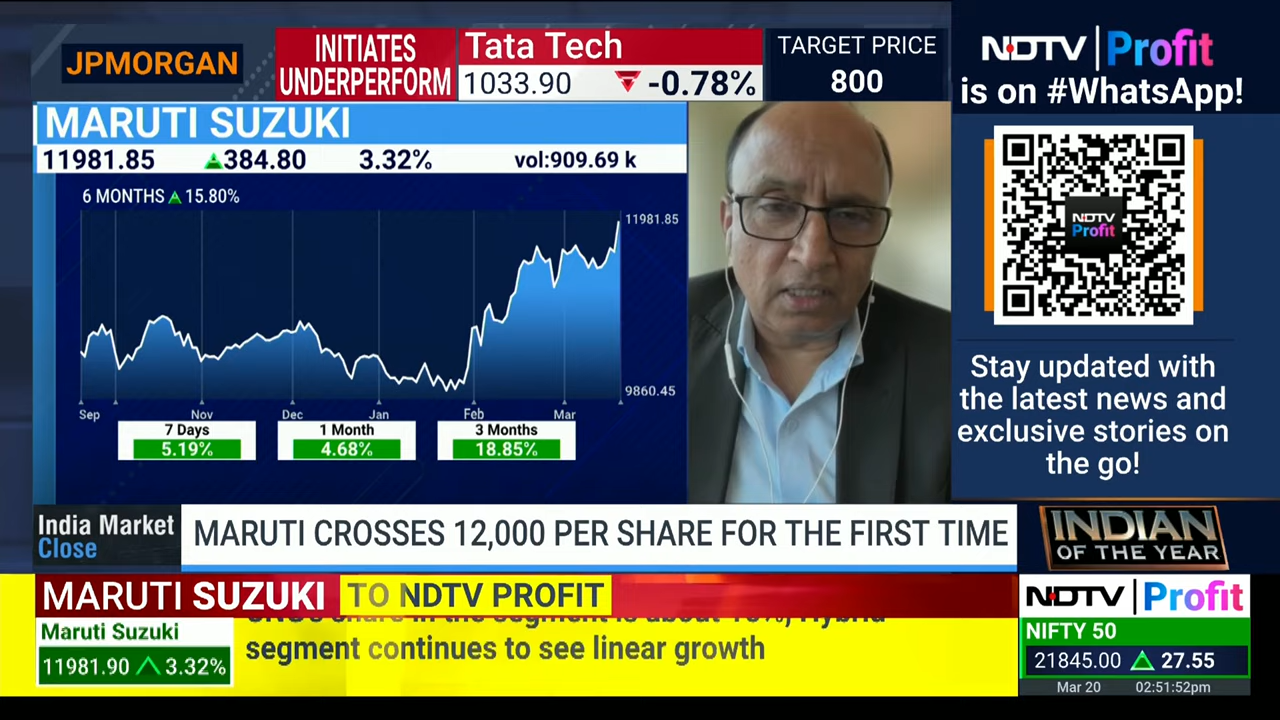 JPMORGAN
INITIATES
UNDERPERFORM
Tata Tech
1033.90 -0.78%
TARGET PRICE
800
NDTV Profit
is on #WhatsApp!
MARUTI SUZUKI
11981.85 384.80 3.32% vol:909.69 k
6 MONTHS 15.80%
11981.85
9860.45
Sep Nov Dec Jan Feb Mar
7 Days
5.19%
1 Month
4.68%
3 Months
18.85%
NDTV
Profit
Stay updated with
the latest news and
exclusive stories on
the go!
India Market
Close
MARUTI CROSSES 12,000 PER SHARE FOR THE FIRST TIME
INDIAN
OF THE YEAR
MARUTI SUZUKI TO NDTV PROFIT
Maruti Suzuki
11981.90 3.32%
segment continues to see linear growth
NDTV Profit
NIFTY 50
21845.00 27.55
Mar 20 02:51:52pm